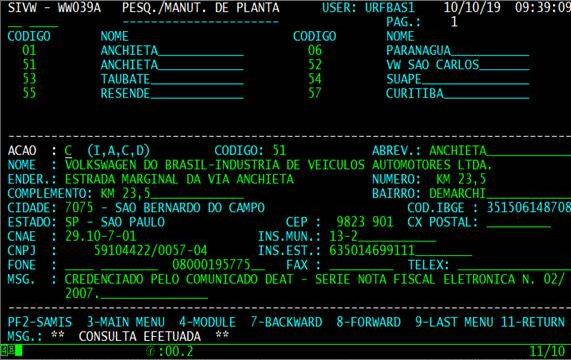 SIVW - WW039A PESQ./MANUT. DE PLANTA USER: URFBAS1 10/10/19 09:39:09
PAG.: 1
CODIGO NOME CODIGO NOME
01 ANCHIETA 06 PARANAGUA
51 ANCHIETA 52 VW SAO CARLOS
53 TAUBATE 54 SUAPE
55 RESENDE 57 CURITIBA
ACAO : C (I,A,C,D) CODIGO: 51 ABREV.: ANCHIETA
NOME : VOLKSWAGEN DO BRASIL-INDUSTRIA DE VEICULOS AUTOMOTORES LTDA.
ENDER.: ESTRADA MARGINAL DA VIA ANCHIETA NUMERO: KM 23,5
COMPLEMENTO: KM 23,5 BAIRRO: DEMARCHI
CIDADE: 7075 - SAO BERNARDO DO CAMPO COD.IBGE : 351506148708
ESTADO: SP - SAO PAULO CEP : 9823 901 CX POSTAL:
CNAE : 29.10-7-01 INS.MUN.: 13-2
CNPJ : 59104422/0057-04 INS.EST.: 635014699111
FONE : 08000195775 FAX : TELEX:
MSG. : CREDENCIADO PELO COMUNICADO DEAT - SERIE NOTA FISCAL ELETRONICA N. 02/
2007.
PF2-SAMIS 3-MAIN MENU 4-MODULE 7-BACKWARD 8-FORWARD 9-LAST MENU 11-RETURN
MSG.: ** CONSULTA EFETUADA **
:00.2 11/10